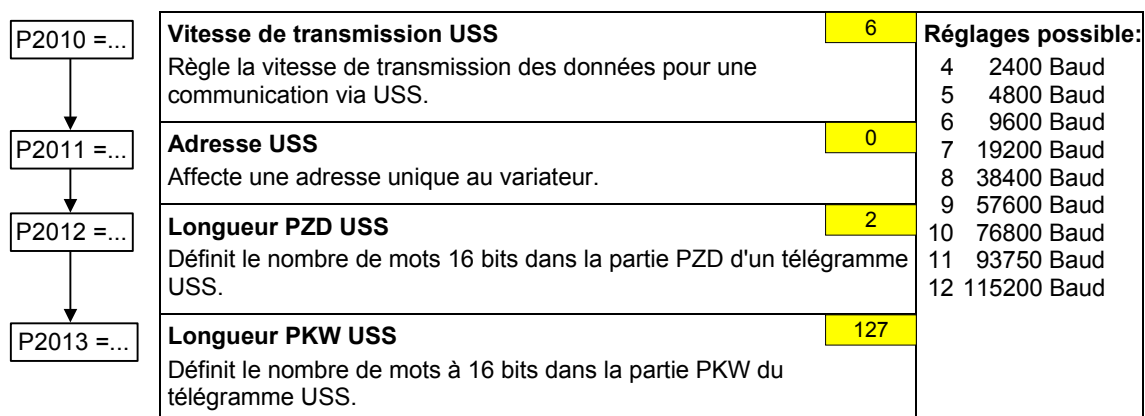 P2010 =...
Vitesse de transmission USS
6
Règle la vitesse de transmission des données pour une
communication via USS.
P2011 =...
Adresse USS
0
Affecte une adresse unique au variateur.
P2012 =...
Longueur PZD USS
2
Définit le nombre de mots 16 bits dans la partie PZD d'un télégramme
USS.
P2013 =...
Longueur PKW USS
127
Définit le nombre de mots à 16 bits dans la partie PKW du
télégramme USS.
Réglages possible:
4 2400 Baud
5 4800 Baud
6 9600 Baud
7 19200 Baud
8 38400 Baud
9 57600 Baud
10 76800 Baud
11 93750 Baud
12 115200 Baud